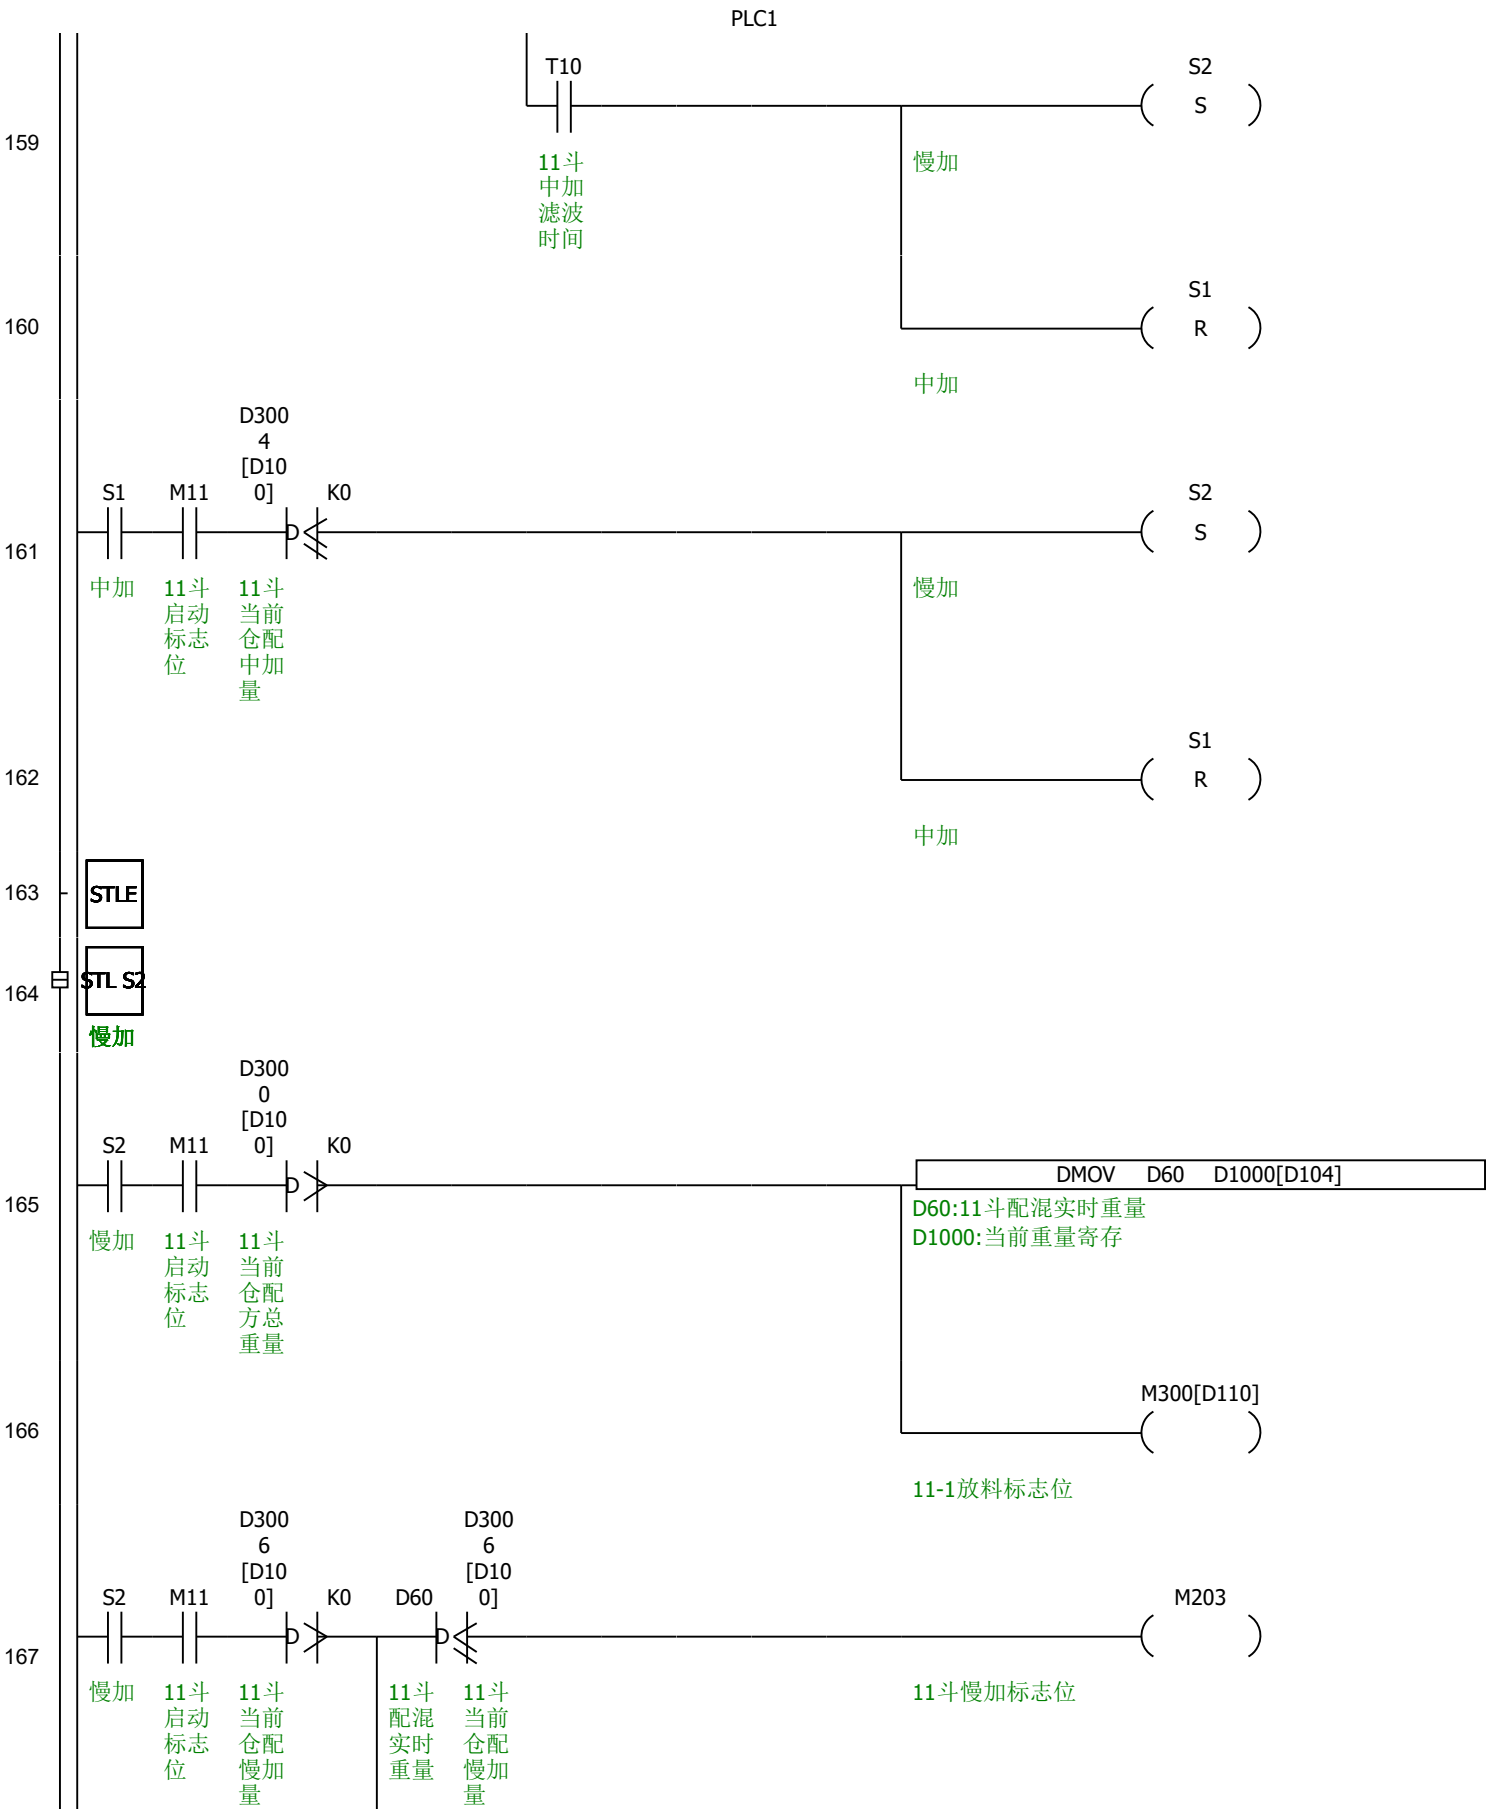 PLC1
T10
S2
S
159
11斗
中加
滤波
时间
慢加
S1
160
R
中加
D300
4
[D10
0]
S1
M11
K0
S2
S
161
中加
11斗
启动
标志
位
11斗
当前
仓配
中加
量
慢加
S1
162
R
中加
163
STLE
164
STL S2
慢加
D300
0
[D10
0]
S2
M11
K0
D
DMOV D60 D1000[D104]
165
D60:11斗配混实时重量
D1000:当前重量寄存
慢加
11斗
启动
标志
位
11斗
当前
仓配
方总
重量
M300[D110]
166
11-1放料标志位
D300
6
[D10
0]
D300
6
[D10
0]
S2
M11
K0
D60
M203
D
D
167
慢加
11斗
启动
标志
位
11斗
当前
仓配
慢加
量
11斗
配混
实时
重量
11斗
当前
仓配
慢加
量
11斗慢加标志位